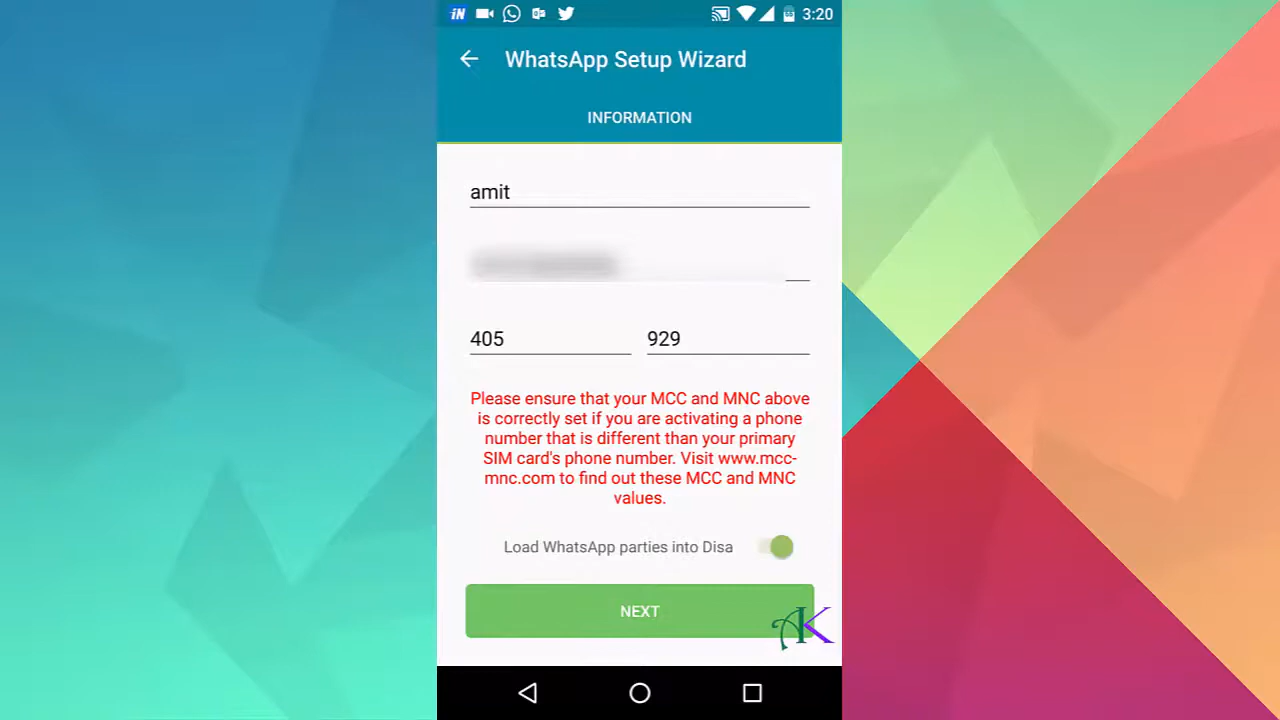 iN 3:20
WhatsApp Setup Wizard
INFORMATION
amit
405 929
Please ensure that your MCC and MNC above
is correctly set if you are activating a phone
number that is different than your primary
SIM card's phone number. Visit www.mcc-
mnc.com to find out these MCC and MNC
values.
Load WhatsApp parties into Disa
NEXT
AK